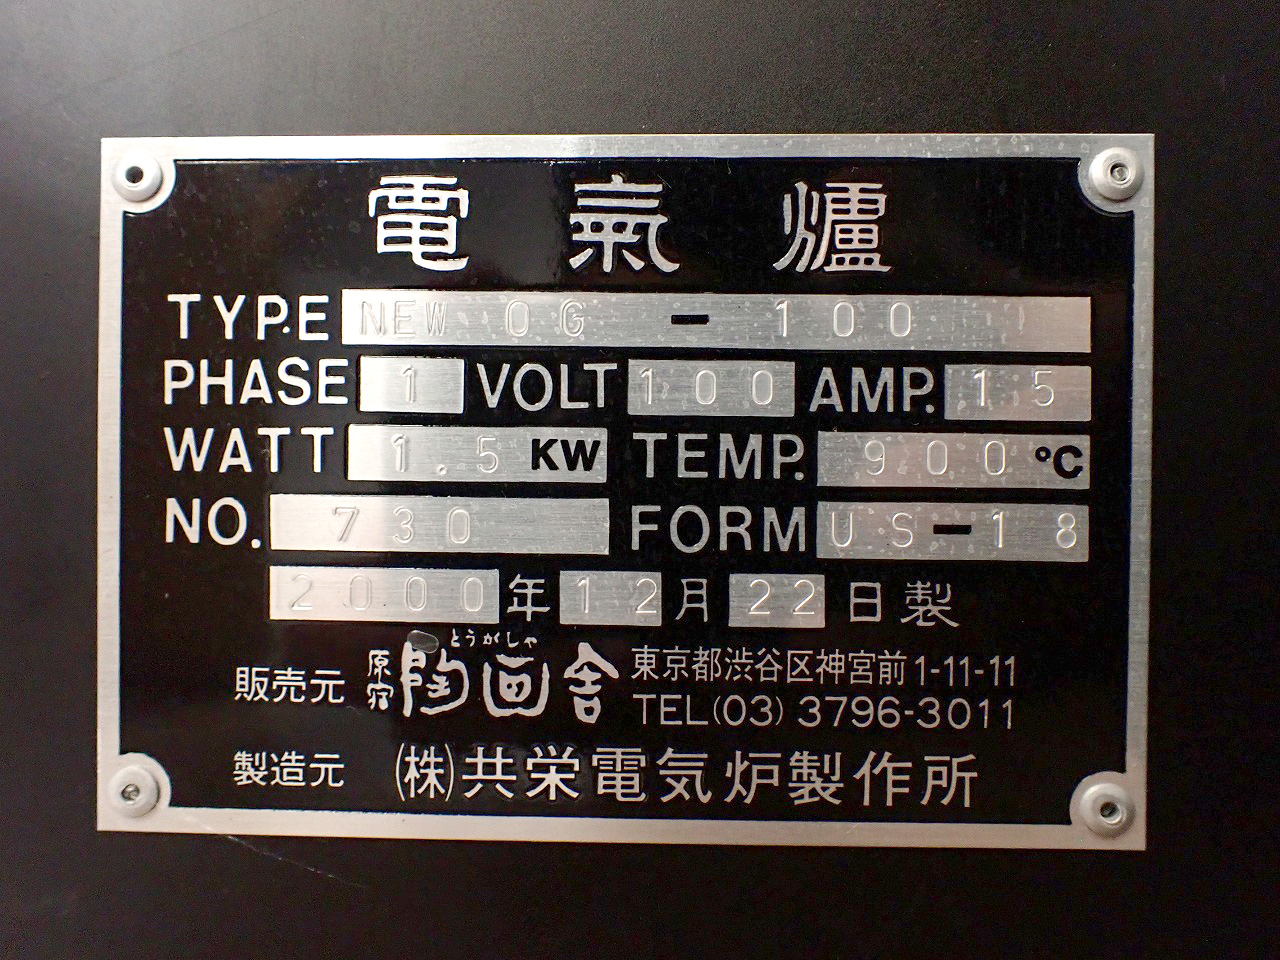 電氣爐
TYPE NEW OG-100
PHASE 1 VOLT 100 AMP. 15
WATT 1.5 KW TEMP. 900 °C
NO. 730 FORM US-18
2000年12月22日製
とうがしゃ
販売元 原宿 陶画舎 東京都渋谷区神宮前1-11-11
TEL(03)3796-3011
製造元 (株)共栄電気炉製作所